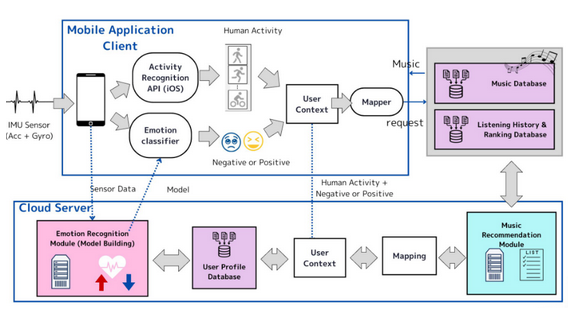 Mobile Application
Client
Human Activity
Activity
Recognition
API (iOS)
Music
Music Database
User
Context
Mapper
IMU Sensor
(Acc + Gyro)
Emotion
classifier
request
Listening History &
Ranking Database
Negative or Positive
Sensor Data
Model
Human Activity +
Negative or Positive
Cloud Server
Emotion Recognition
Module (Model Building)
User Profile
Database
User
Context
Mapping
Music
Recommendation
Module
LIST